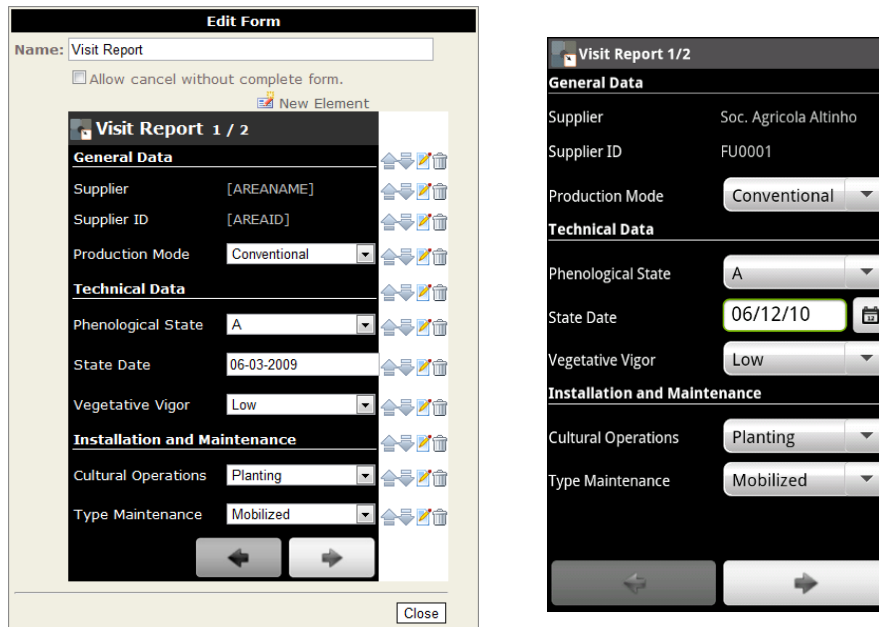 Edit Form
Name: Visit Report
Allow cancel without complete form.
New Element
Visit Report 1 / 2
General Data
Supplier [AREANAME]
Supplier ID [AREAID]
Production Mode Conventional
Technical Data
Phenological State A
State Date 06-03-2009
Vegetative Vigor Low
Installation and Maintenance
Cultural Operations Planting
Type Maintenance Mobilized
Close
Visit Report 1/2
General Data
Supplier Soc. Agricola Altinho
Supplier ID FU0001
Production Mode Conventional
Technical Data
Phenological State A
State Date 06/12/10
Vegetative Vigor Low
Installation and Maintenance
Cultural Operations Planting
Type Maintenance Mobilized